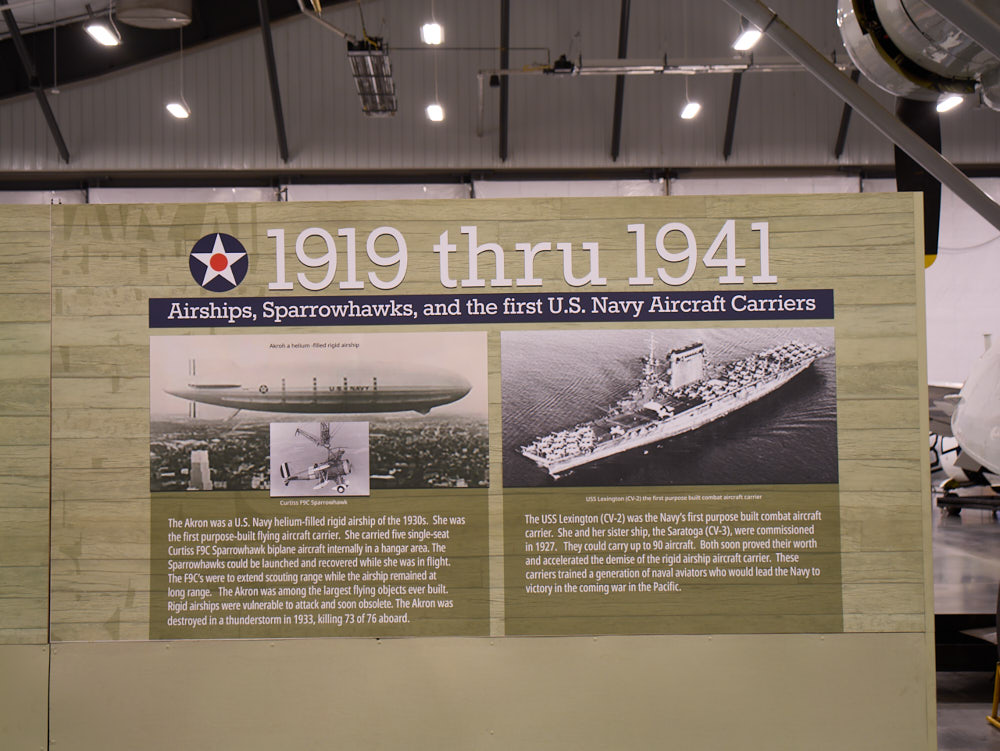 1919 thru 1941
Airships, Sparrowhawks, and the first U.S. Navy Aircraft Carriers
Akron a helium -filled rigid airship
U.S. NAVY
Curtiss F9C Sparrowhawk
The Akron was a U.S. Navy helium-filled rigid airship of the 1930s. She was
the first purpose-built flying aircraft carrier. She carried five single-seat
Curtiss F9C Sparrowhawk biplane aircraft internally in a hangar area. The
Sparrowhawks could be launched and recovered while she was in flight.
The F9C's were to extend scouting range while the airship remained at
long range. The Akron was among the largest flying objects ever built.
Rigid airships were vulnerable to attack and soon obsolete. The Akron was
destroyed in a thunderstorm in 1933, killing 73 of 76 aboard.
USS Lexington (CV-2) the first purpose built combat aircraft carrier
The USS Lexington (CV-2) was the Navy's first purpose built combat aircraft
carrier. She and her sister ship, the Saratoga (CV-3), were commissioned
in 1927. They could carry up to 90 aircraft. Both soon proved their worth
and accelerated the demise of the rigid airship aircraft carrier. These
carriers trained a generation of naval aviators who would lead the Navy to
victory in the coming war in the Pacific.